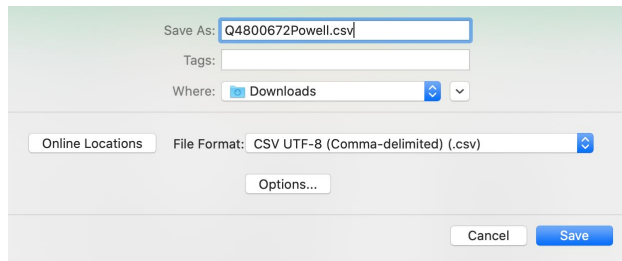 Save As: Q4800672Powell.csv
Tags:
Where: Downloads
Online Locations File Format: CSV UTF-8 (Comma-delimited) (.csv)
Options...
Cancel Save